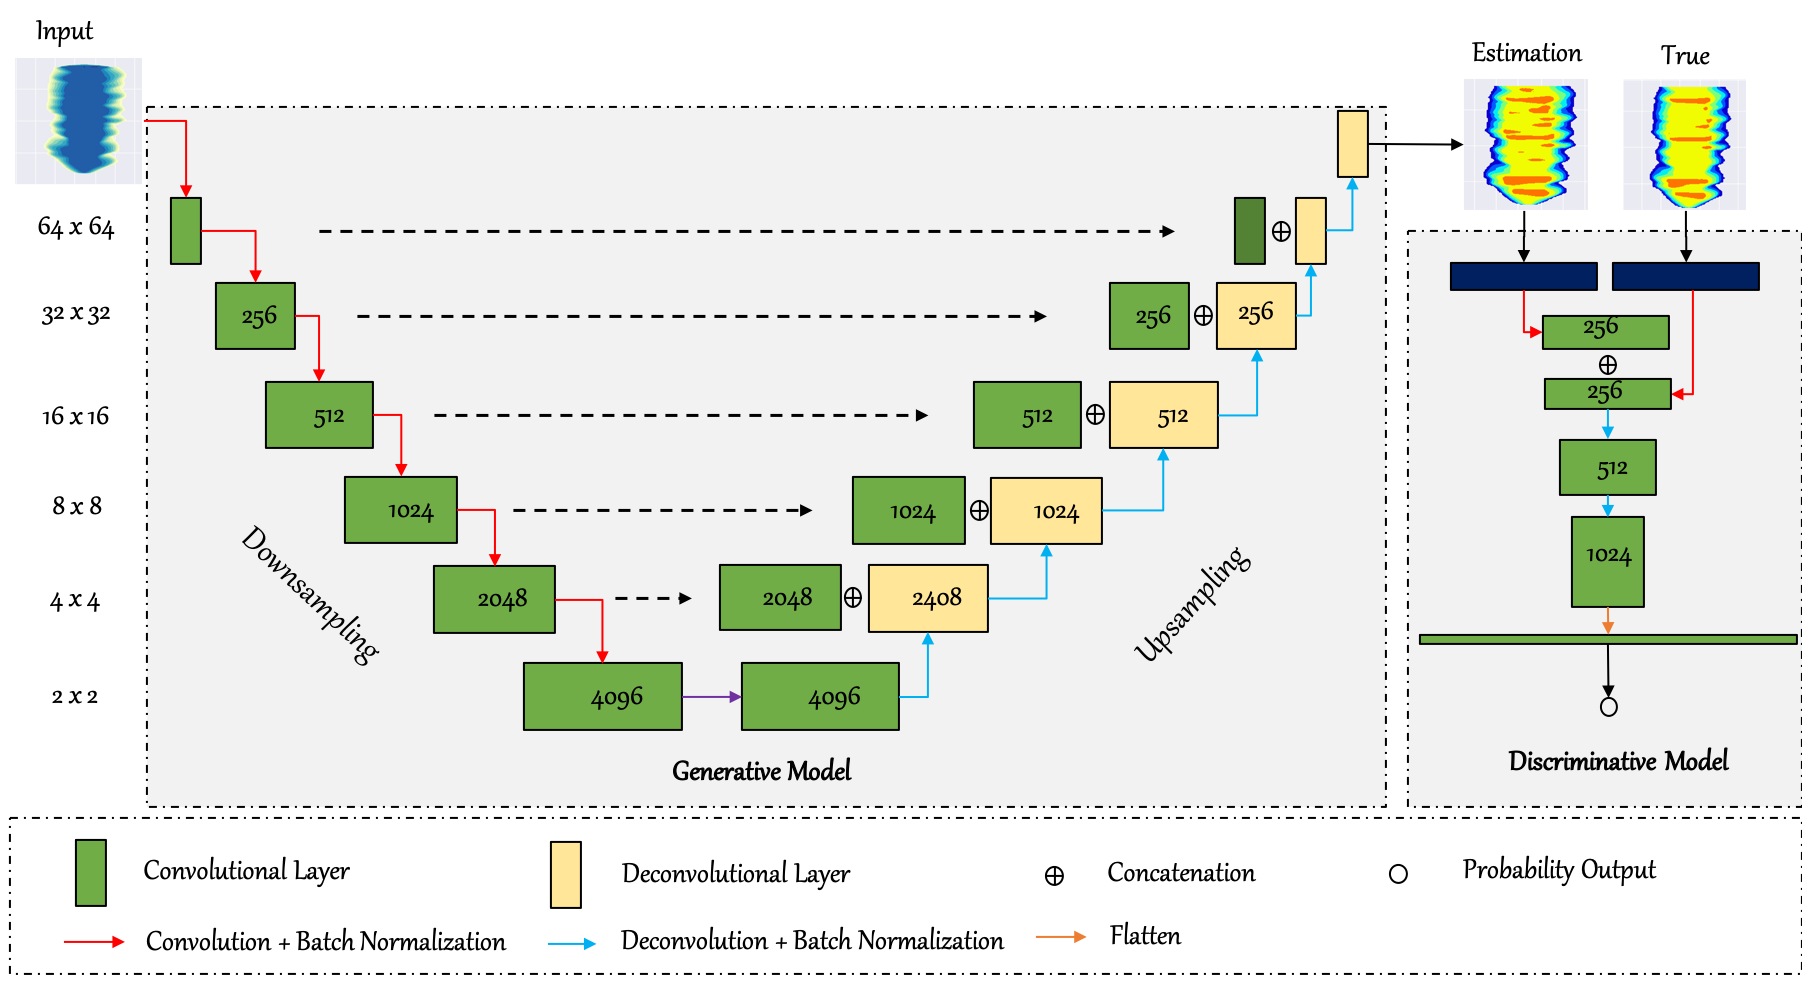 Input
Estimation
True
64 x 64
32 x 32
256
256
256
256
16 x 16
512
512
512
256
8 x 8
1024
1024
1024
512
Downsampling
Upsampling
1024
4 x 4
2048
2048
2408
2 x 2
4096
4096
Generative Model
Discriminative Model
Convolutional Layer
Deconvolutional Layer
Concatenation
Probability Output
Convolution + Batch Normalization
Deconvolution + Batch Normalization
Flatten